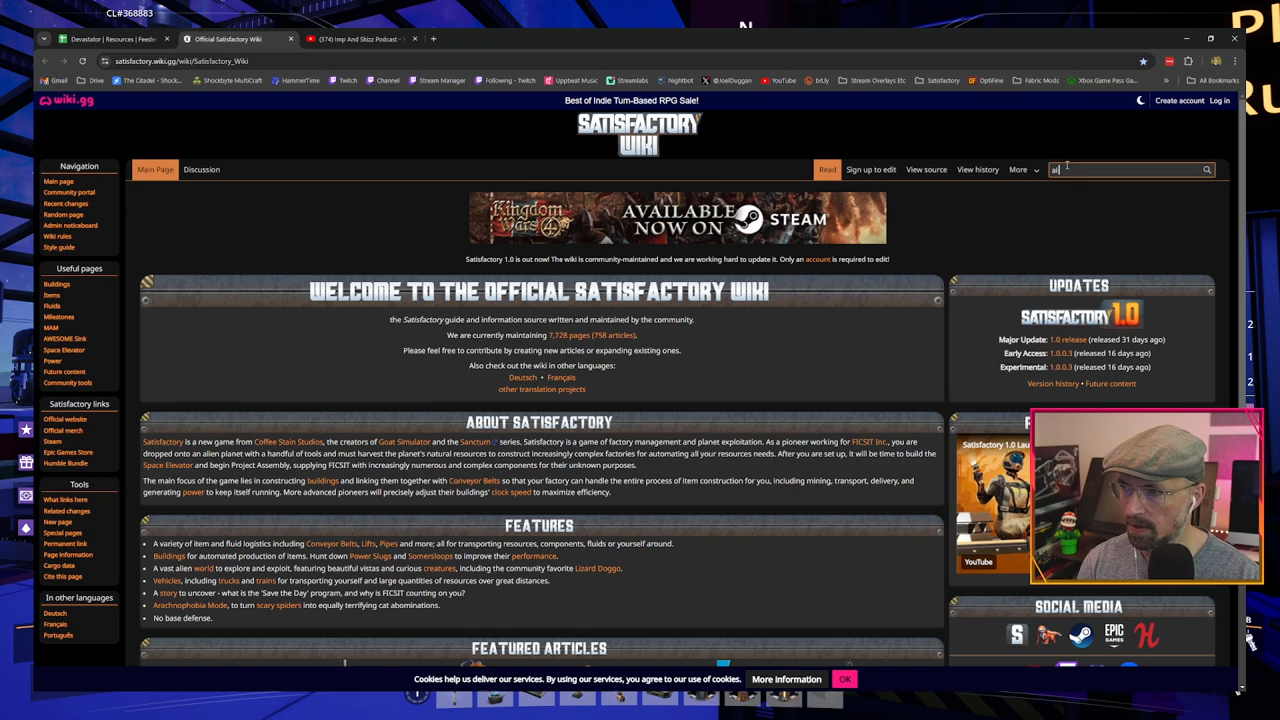 CL#368883
Devastator | Resources | Feede
Official Satisfactory Wiki
(374) Imp And Skizz Podcast -
satisfactory.wiki.gg/wiki/Satisfactory_Wiki
Gmail
Drive
The Citadel - Shock...
Shockbyte MultiCraft
HammerTime
Twitch
Channel
Stream Manager
Following - Twitch
Uppbeat Music
Streamlabs
Nightbot
@JoelDuggan
YouTube
bit.ly
Stream Overlays Etc
Satisfactory
OptiFine
Fabric Mods
Xbox Game Pass Ga...
All Bookmarks
wiki.gg
Best of Indie Turn-Based RPG Sale!
Create account
Log in
SATISFACTORY
WIKI
Main Page
Discussion
Read
Sign up to edit
View source
View history
More
Navigation
Main page
Community portal
Recent changes
Random page
Admin noticeboard
Wiki rules
Style guide
Useful pages
Buildings
Items
Fluids
Milestones
MAM
AWESOME Sink
Space Elevator
Power
Future content
Community tools
Satisfactory links
Official website
Official merch
Steam
Epic Games Store
Humble Bundle
Tools
What links here
Related changes
New page
Special pages
Permanent link
Page information
Cargo data
Cite this page
In other languages
Deutsch
Français
Português
Kingdom Wars 4
AVAILABLE NOW ON STEAM
Satisfactory 1.0 is out now! The wiki is community-maintained and we are working hard to update it. Only an account is required to edit!
WELCOME TO THE OFFICIAL SATISFACTORY WIKI
the Satisfactory guide and information source written and maintained by the community.
We are currently maintaining 7,728 pages (758 articles).
Please feel free to contribute by creating new articles or expanding existing ones.
Also check out the wiki in other languages:
Deutsch • Français
other translation projects
ABOUT SATISFACTORY
Satisfactory is a new game from Coffee Stain Studios, the creators of Goat Simulator and the Sanctum series. Satisfactory is a game of factory management and planet exploitation. As a pioneer working for FICSIT Inc., you are
dropped onto an alien planet with a handful of tools and must harvest the planet's natural resources to construct increasingly complex factories for automating all your resources needs. After you are set up, it will be time to build the
Space Elevator and begin Project Assembly, supplying FICSIT with increasingly numerous and complex components for their unknown purposes.
The main focus of the game lies in constructing buildings and linking them together with Conveyor Belts so that your factory can handle the entire process of item construction for you, including mining, transport, delivery, and
generating power to keep itself running. More advanced pioneers will precisely adjust their buildings' clock speed to maximize efficiency.
FEATURES
• A variety of item and fluid logistics including Conveyor Belts, Lifts, Pipes and more; all for transporting resources, components, fluids or yourself around.
• Buildings for automated production of items. Hunt down Power Slugs and Somersloops to improve their performance.
• A vast alien world to explore and exploit, featuring beautiful vistas and curious creatures, including the community favorite Lizard Doggo.
• Vehicles, including trucks and trains for transporting yourself and large quantities of resources over great distances.
• A story to uncover - what is the 'Save the Day' program, and why is FICSIT counting on you?
• Arachnophobia Mode, to turn scary spiders into equally terrifying cat abominations.
• No base defense.
FEATURED ARTICLES
UPDATES
SATISFACTORY 1.0
Major Update: 1.0 release (released 31 days ago)
Early Access: 1.0.0.3 (released 16 days ago)
Experimental: 1.0.0.3 (released 16 days ago)
Version history • Future content
Satisfactory 1.0 Lau
YouTube
SOCIAL MEDIA
EPIC GAMES
Cookies help us deliver our services. By using our services, you agree to our use of cookies.
More information
OK